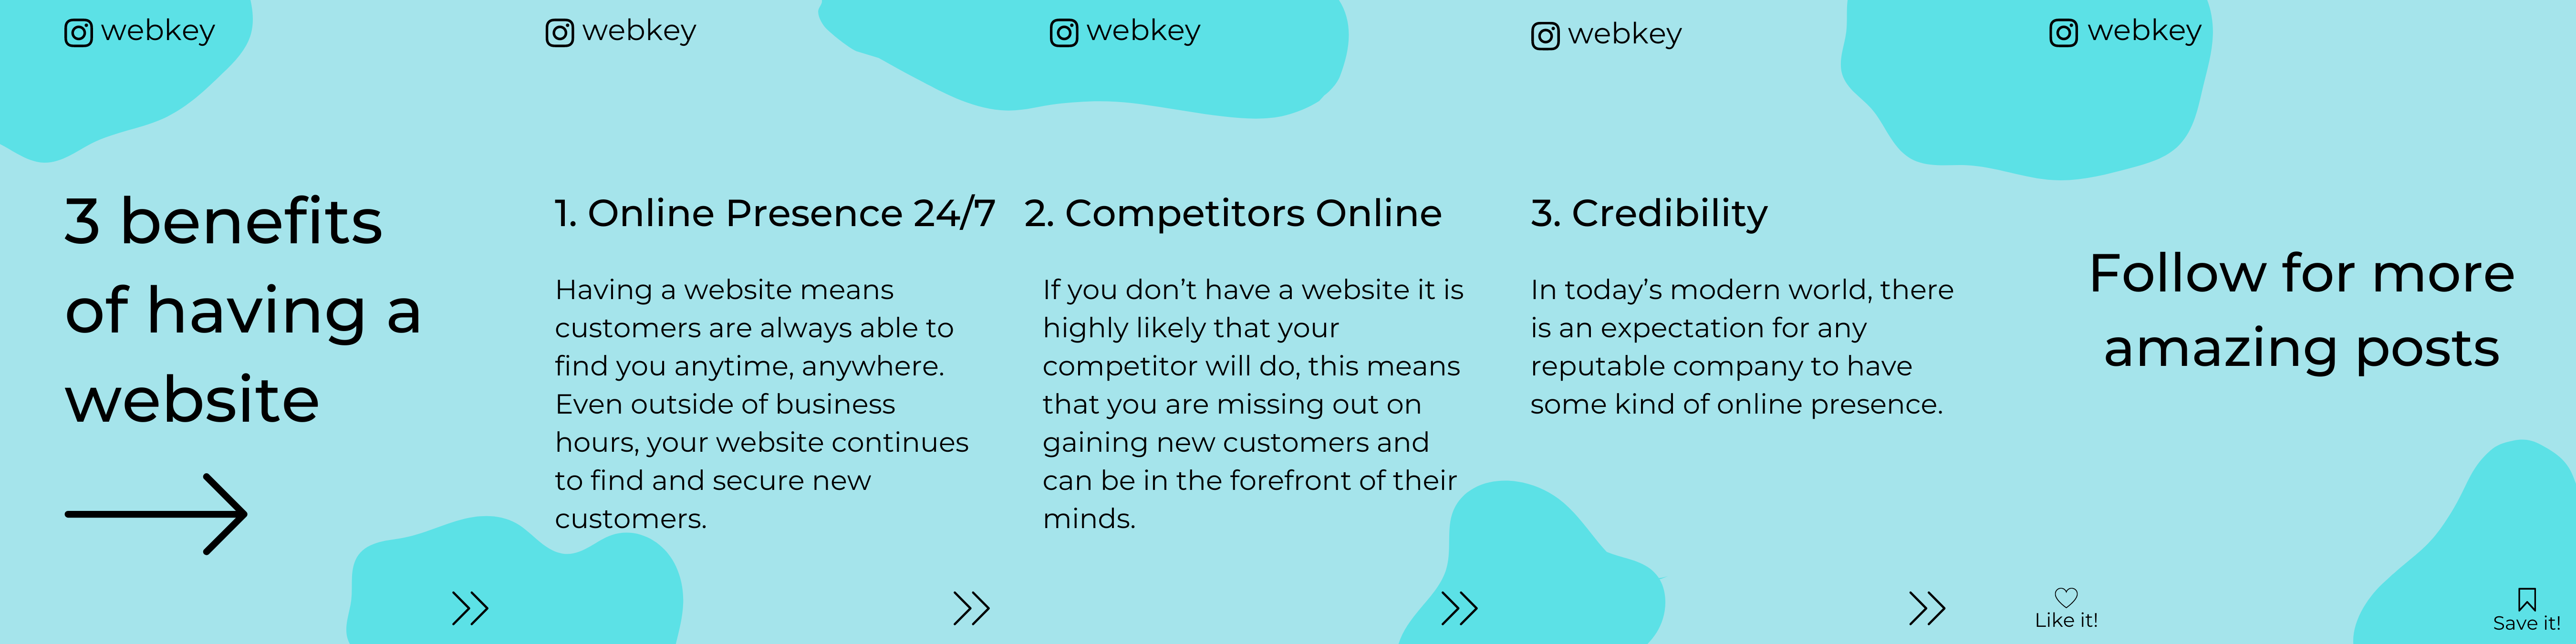 webkey
3 benefits
of having a
website
webkey
1. Online Presence 24/7
Having a website means
customers are always able to
find you anytime, anywhere.
Even outside of business
hours, your website continues
to find and secure new
customers.
webkey
2. Competitors Online
If you don’t have a website it is
highly likely that your
competitor will do, this means
that you are missing out on
gaining new customers and
can be in the forefront of their
minds.
webkey
3. Credibility
In today’s modern world, there
is an expectation for any
reputable company to have
some kind of online presence.
webkey
Follow for more
amazing posts
Like it!
Save it!